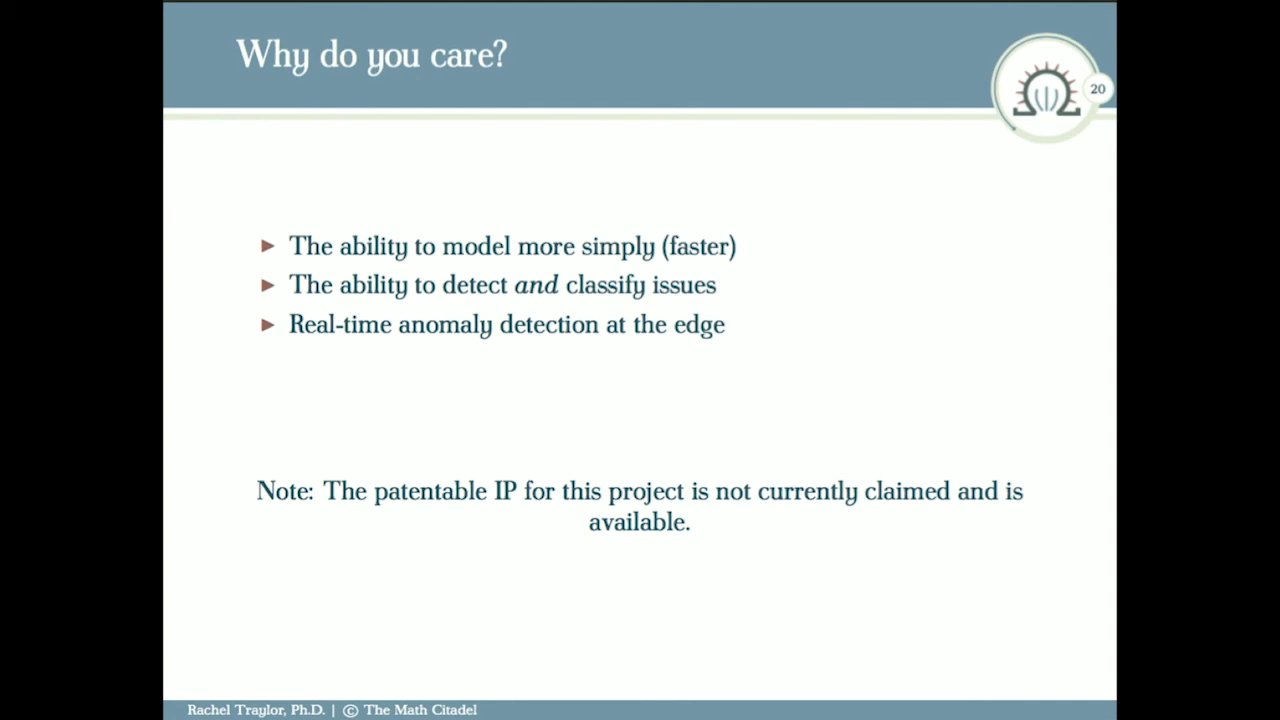 Why do you care?
20
▶ The ability to model more simply (faster)
▶ The ability to detect and classify issues
▶ Real-time anomaly detection at the edge
Note: The patentable IP for this project is not currently claimed and is
available.
Rachel Traylor, Ph.D. | © The Math Citadel